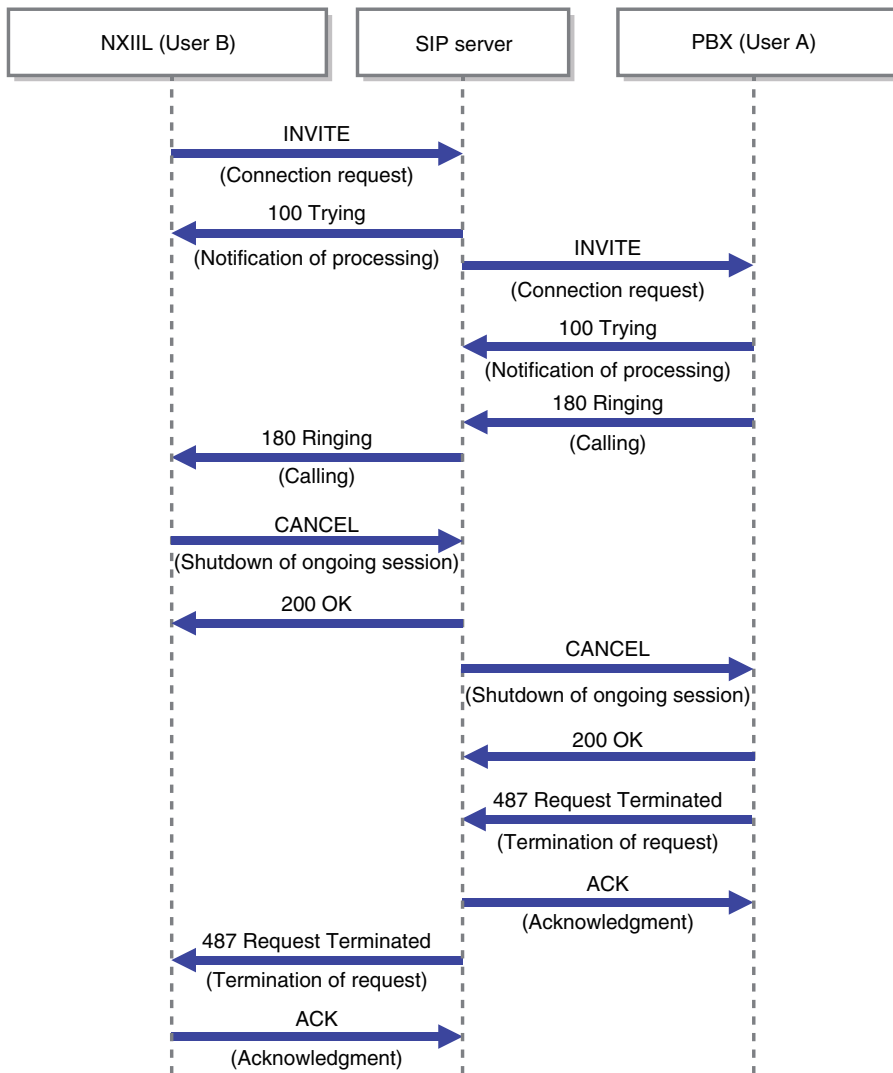 NXIIL (User B)
SIP server
PBX (User A)
INVITE
(Connection request)
100 Trying
(Notification of processing)
INVITE
(Connection request)
100 Trying
(Notification of processing)
180 Ringing
(Calling)
180 Ringing
(Calling)
CANCEL
(Shutdown of ongoing session)
200 OK
CANCEL
(Shutdown of ongoing session)
200 OK
487 Request Terminated
(Termination of request)
ACK
(Acknowledgment)
487 Request Terminated
(Termination of request)
ACK
(Acknowledgment)